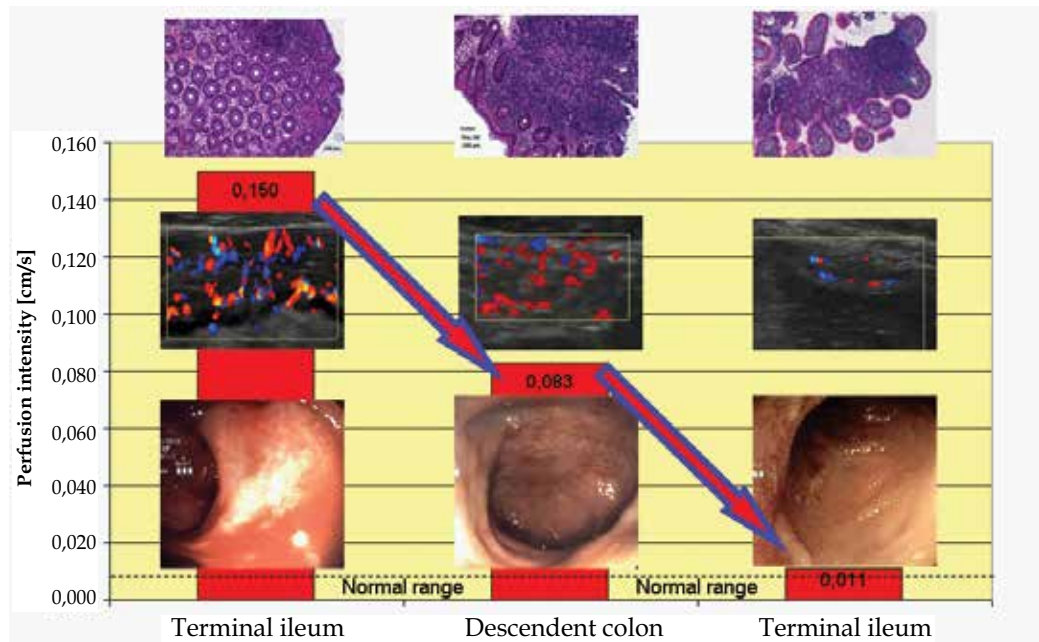 0,160
0,140
0,120
0,100
0,080
0,060
0,040
0,020
0,000
Perfusion intensity [cm/s]
0,150
0,083
0,011
Normal range
Normal range
Terminal ileum
Descendent colon
Terminal ileum